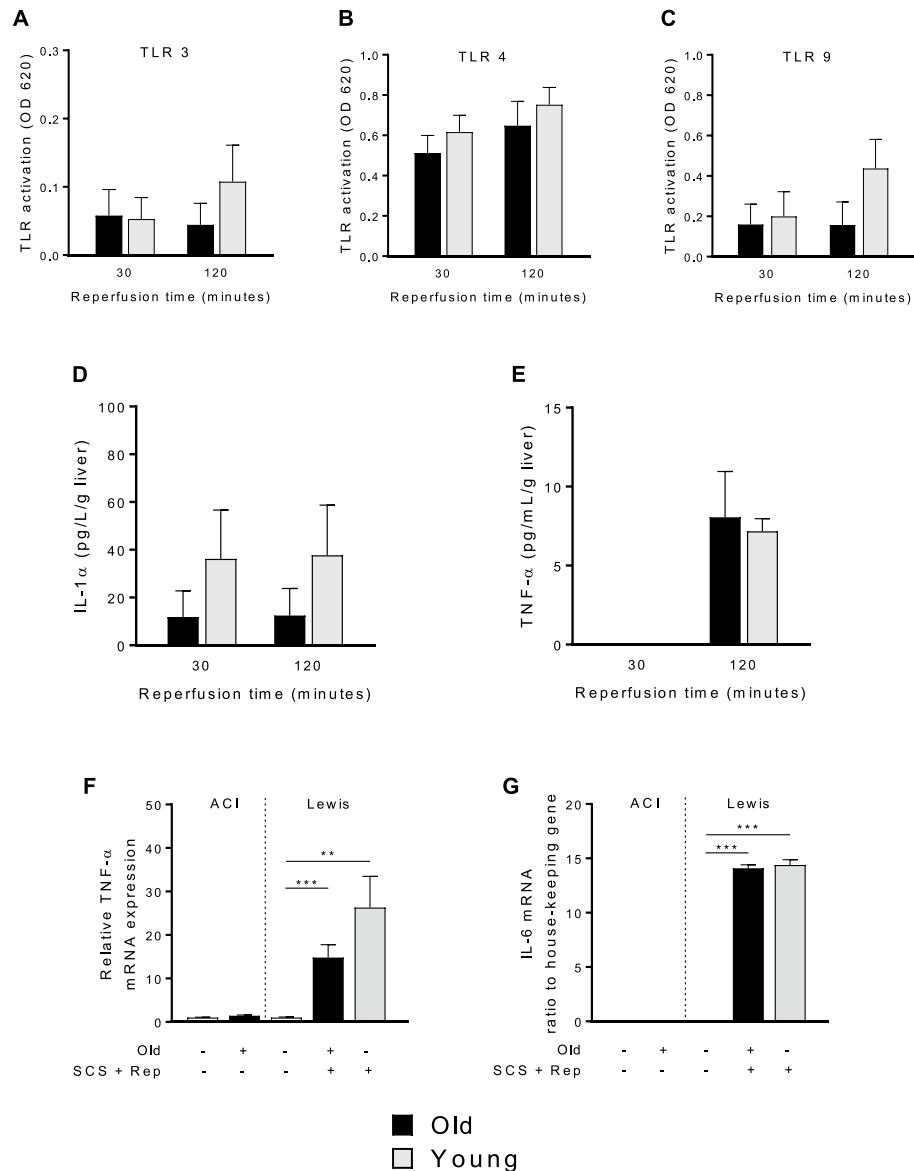 A
TLR 3
TLR activation (OD 620)
0.3
0.2
0.1
0.0
30 120
Reperfusion time (minutes)
B
TLR 4
TLR activation (OD 620)
1.0
0.8
0.6
0.4
0.2
0.0
30 120
Reperfusion time (minutes)
C
TLR 9
TLR activation (OD 620)
1.0
0.8
0.6
0.4
0.2
0.0
30 120
Reperfusion time (minutes)
D
IL-1α (pg/L/g liver)
100
80
60
40
20
0
30 120
Reperfusion time (minutes)
E
TNF-α (pg/mL/g liver)
15
10
5
0
30 120
Reperfusion time (minutes)
F
ACI Lewis
Relative TNF-α
mRNA expression
50
40
30
20
10
0
**
***
Old - + - + -
SCS + Rep - - - + +
G
ACI Lewis
IL-6 mRNA
ratio to house-keeping gene
20
15
10
5
0
***
***
Old - + - + -
SCS + Rep - - - + +
Old
Young